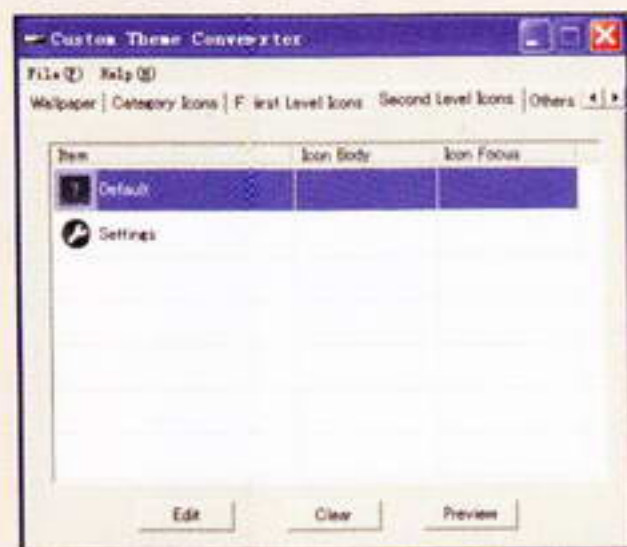 Custom Theme Converxter
File(F) Help(H)
Wallpaper Category Icons First Level Icons Second Level Icons Others
Item Icon Body Icon Focus
? Default
Settings
Edit Clear Preview